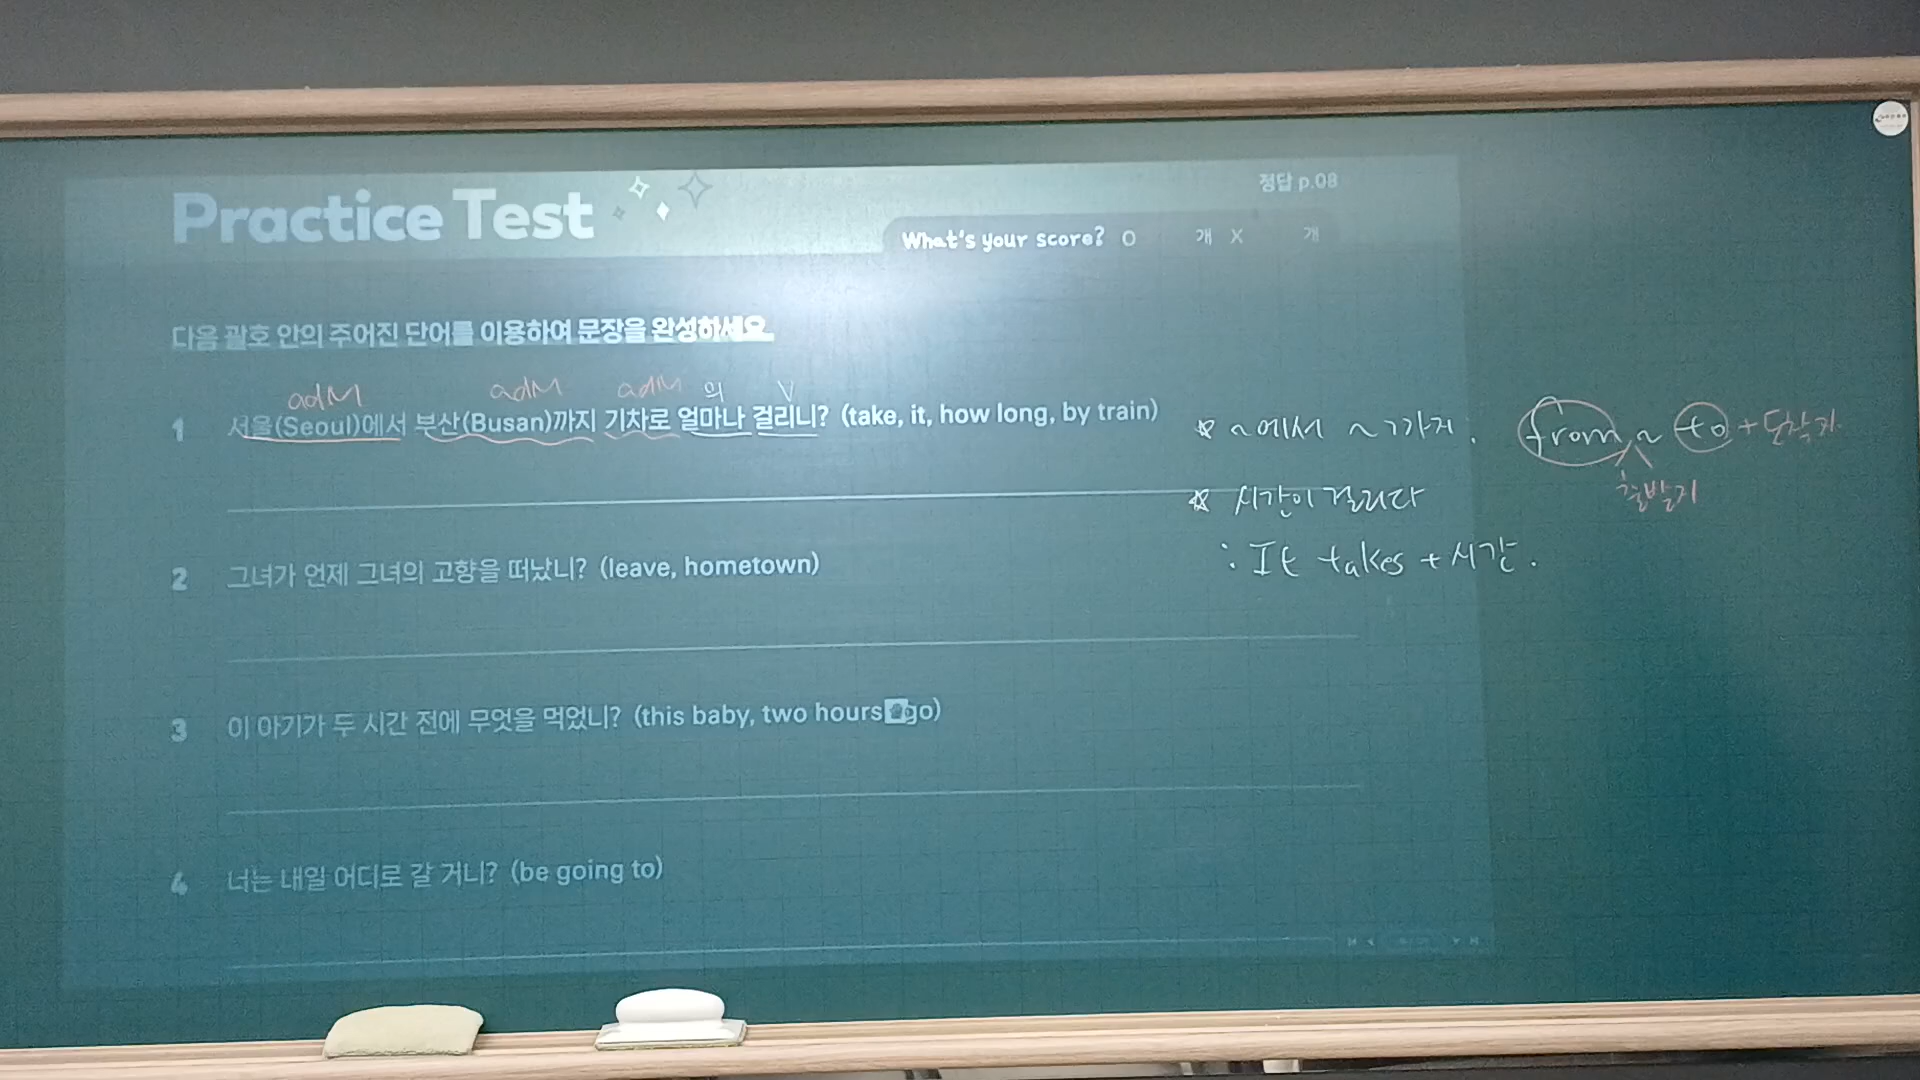 Practice Test
정답 p.08
What's your score? O 개 X 개
다음 괄호 안의 주어진 단어를 이용하여 문장을 완성하세요.
adM adM adM 의 V
1 서울(Seoul)에서 부산(Busan)까지 기차로 얼마나 걸리니? (take, it, how long, by train)
☆ ~에서 ~까지 : from ~ to + 도착지
출발지
☆ 시간이 걸리다
: It takes + 시간.
2 그녀가 언제 그녀의 고향을 떠났니? (leave, hometown)
3 이 아기가 두 시간 전에 무엇을 먹었니? (this baby, two hours go)
4 너는 내일 어디로 갈 거니? (be going to)